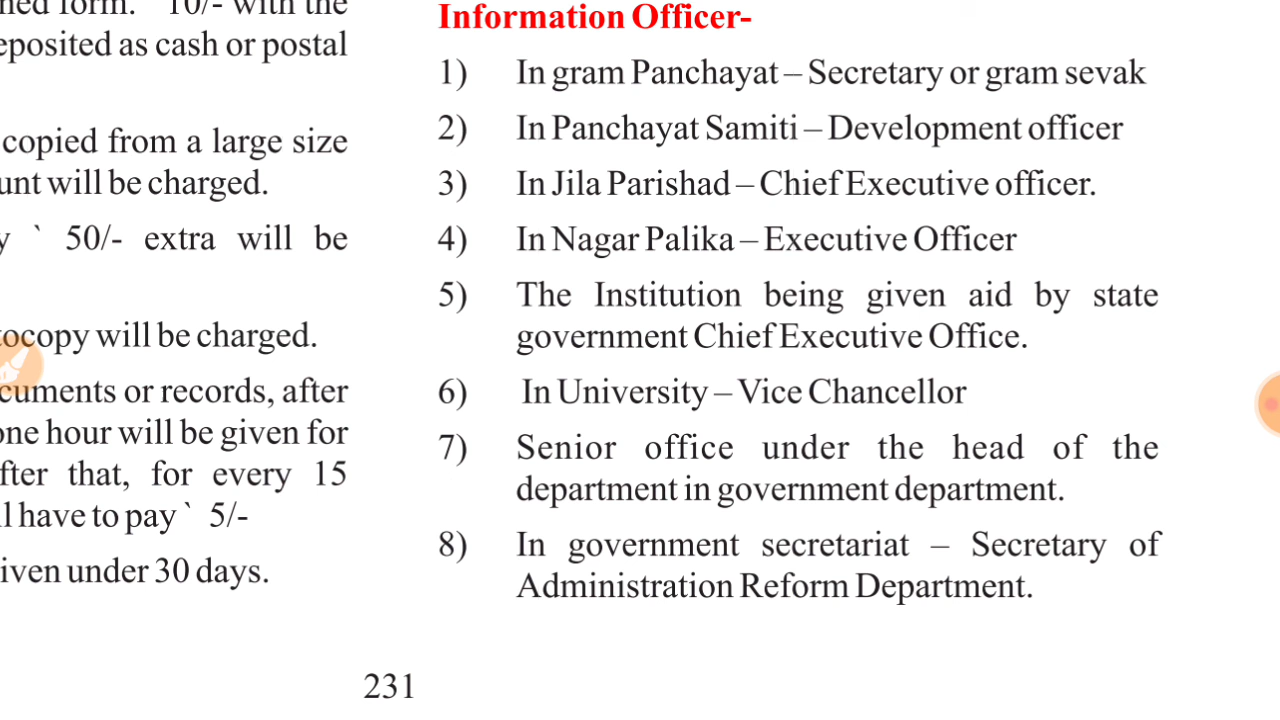 ned form. ` 10/- with the
eposited as cash or postal
copied from a large size
unt will be charged.
y ` 50/- extra will be
tocopy will be charged.
cuments or records, after
one hour will be given for
fter that, for every 15
l have to pay ` 5/-
iven under 30 days.
Information Officer-
1) In gram Panchayat – Secretary or gram sevak
2) In Panchayat Samiti – Development officer
3) In Jila Parishad – Chief Executive officer.
4) In Nagar Palika – Executive Officer
5) The Institution being given aid by state
government Chief Executive Office.
6) In University – Vice Chancellor
7) Senior office under the head of the
department in government department.
8) In government secretariat – Secretary of
Administration Reform Department.
231